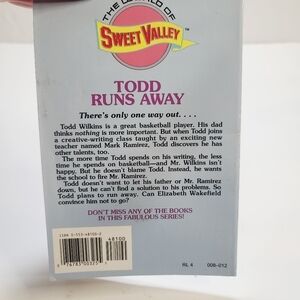 THE WORLD OF
SWEET VALLEY
TODD
RUNS AWAY
There's only one way out. . . .
Todd Wilkins is a great basketball player. His dad
thinks nothing is more important. But when Todd joins
a creative-writing class taught by an exciting new
teacher named Mark Ramirez, Todd discovers he has
other talents, too.
The more time Todd spends on his writing, the less
time he spends on basketball—and Mr. Wilkins isn't
happy. But he doesn't blame Todd. Instead, he wants
the school to fire Mr. Ramirez.
Todd doesn't want to let his father or Mr. Ramirez
down, but he can't find a solution to his problems. So
Todd plans to run away. Can Elizabeth Wakefield
convince him not to go?
DON'T MISS ANY OF THE BOOKS
IN THIS FABULOUS SERIES!
48100
RL 4
008-012